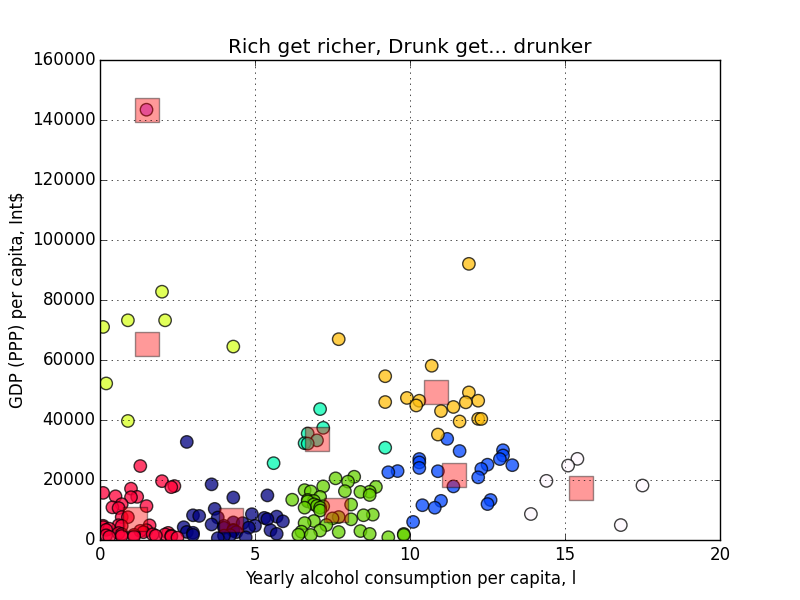 Rich get richer, Drunk get... drunker
160000
140000
120000
100000
80000
60000
40000
20000
0
GDP (PPP) per capita, Int$
0 5 10 15 20
Yearly alcohol consumption per capita, l